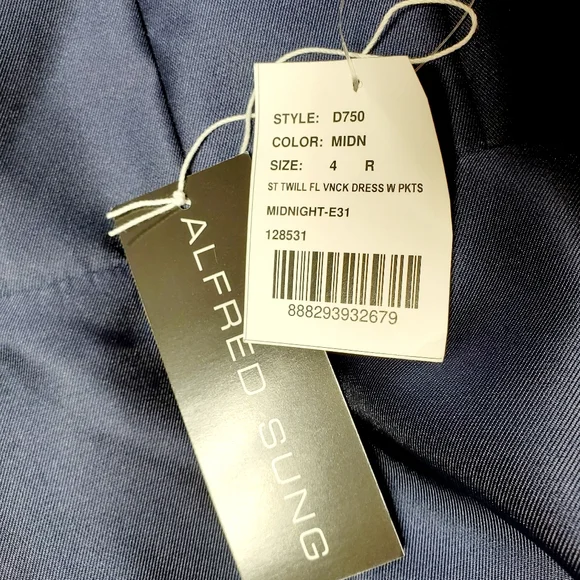 STYLE: D750
COLOR: MIDN
SIZE: 4 R
ST TWILL FL VNCK DRESS W PKTS
MIDNIGHT-E31
128531
888293932679
ALFRED SUNG